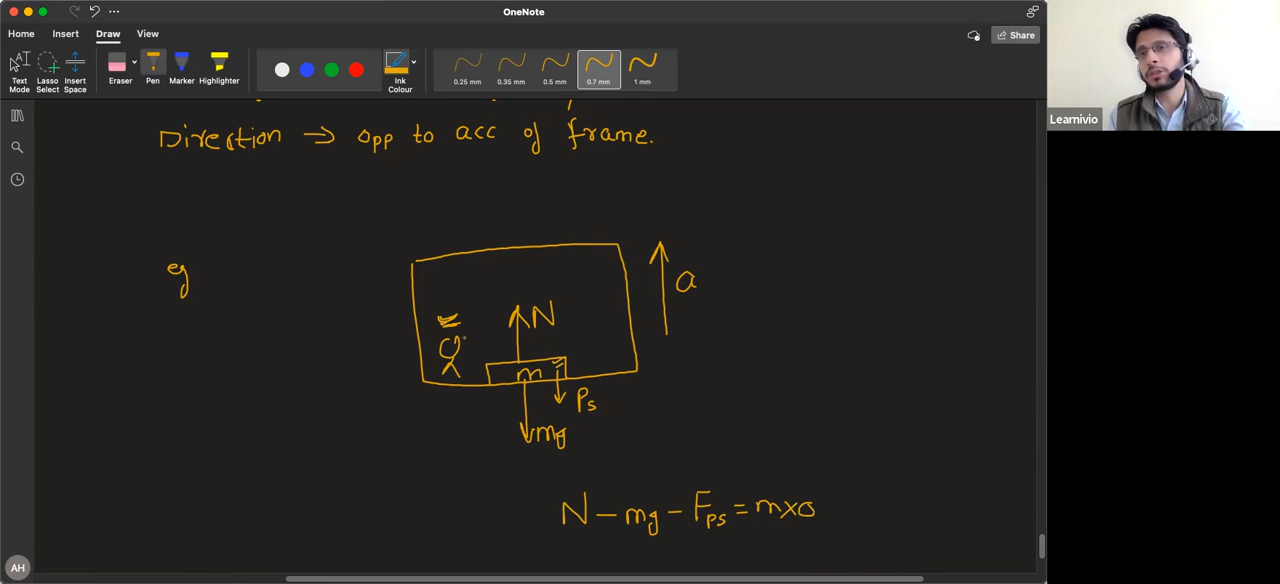 OneNote
Home Insert Draw View
Share
Text Mode
Lasso Select
Insert Space
Eraser
Pen
Marker
Highlighter
Ink Colour
0.25 mm
0.35 mm
0.5 mm
0.7 mm
1 mm
Learnivio
Direction ⇒ opp to acc of frame.
eg
a
N
m
Ps
mg
N - mg - Fps = m×0
AH